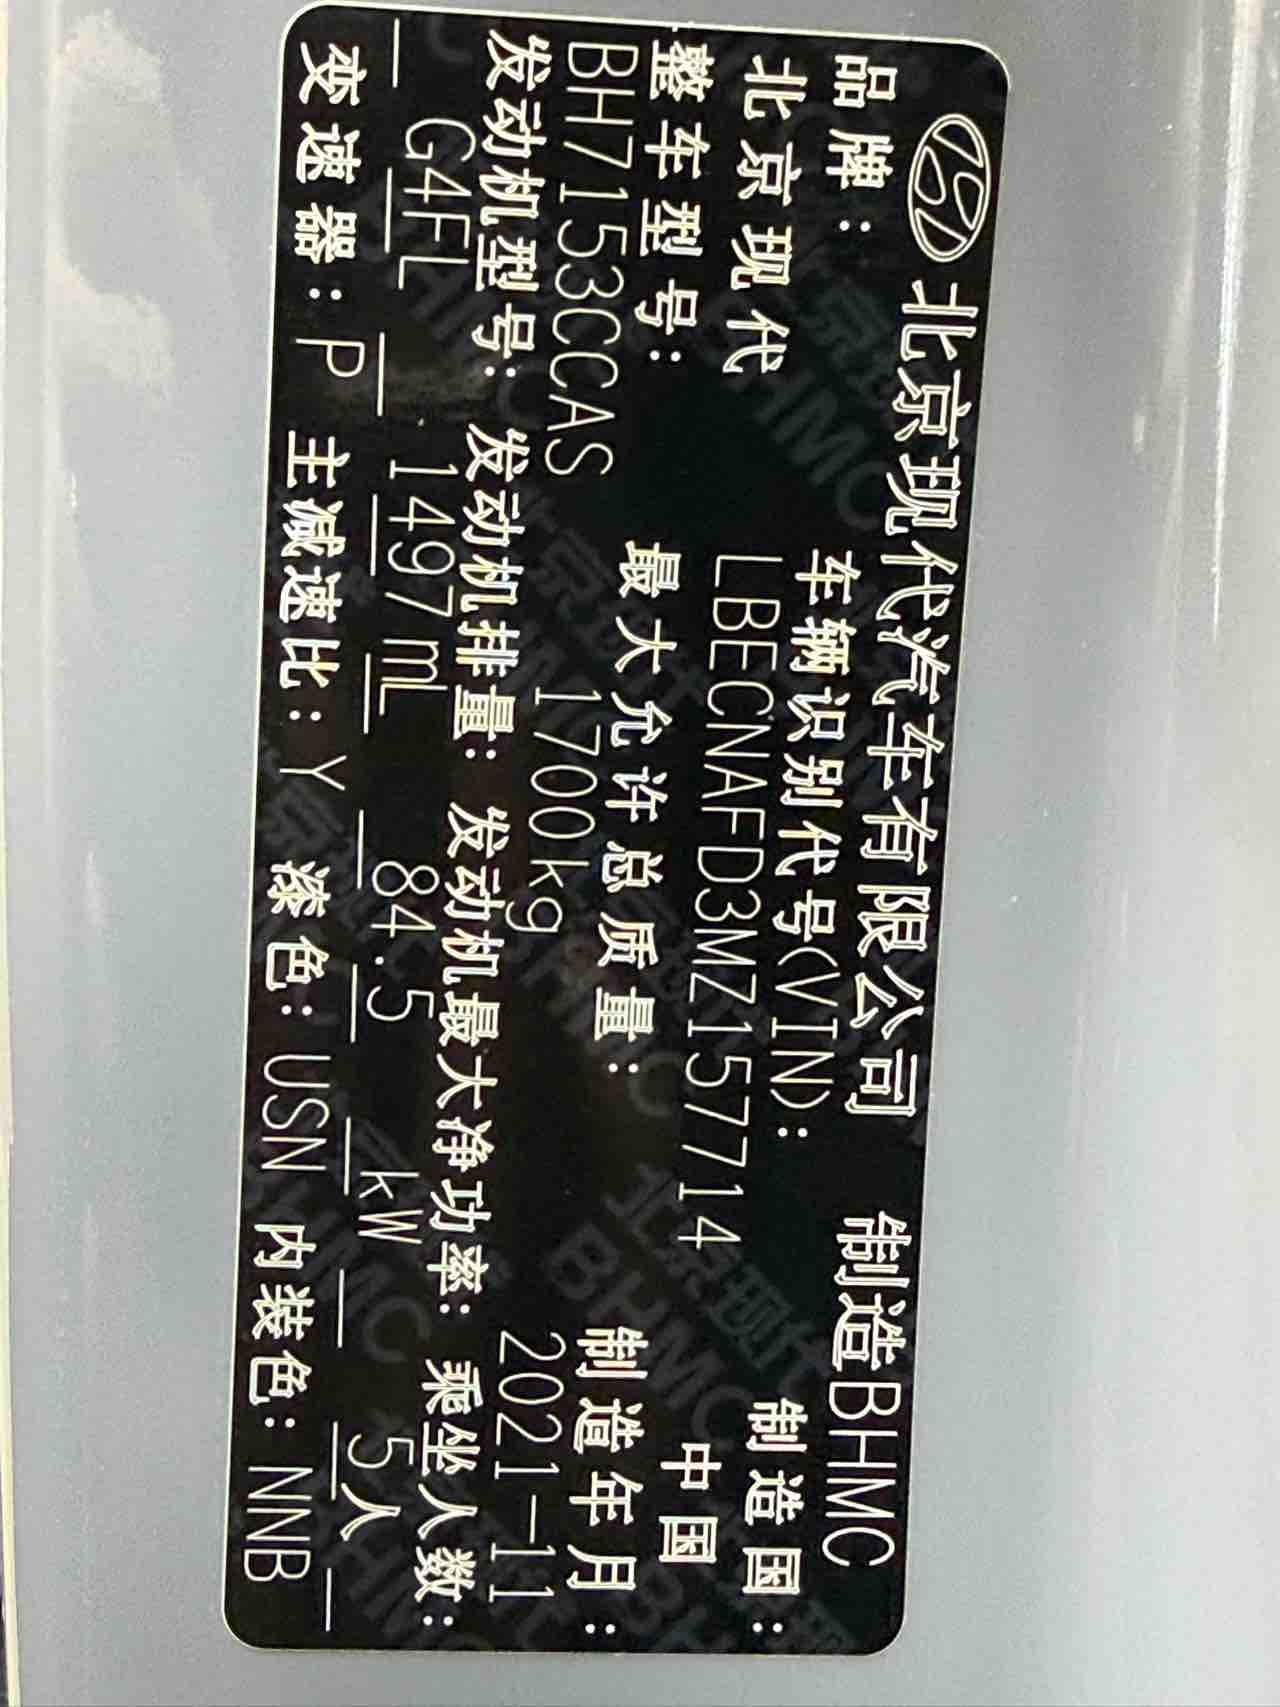 北京现代汽车有限公司 制造BHMC
品牌: 车辆识别代号(VIN): 制造国:
北京现代 LBECNAFD3MZ157714 中国
整车型号: 最大允许总质量: 制造年月:
BH7153CCAS 1700kg 2021-11
发动机型号: 发动机排量: 发动机最大净功率: 乘坐人数:
G4FL 1497mL 84.5 kW 5人
变速器: P 主减速比: Y 漆色: USN 内装色: NNB